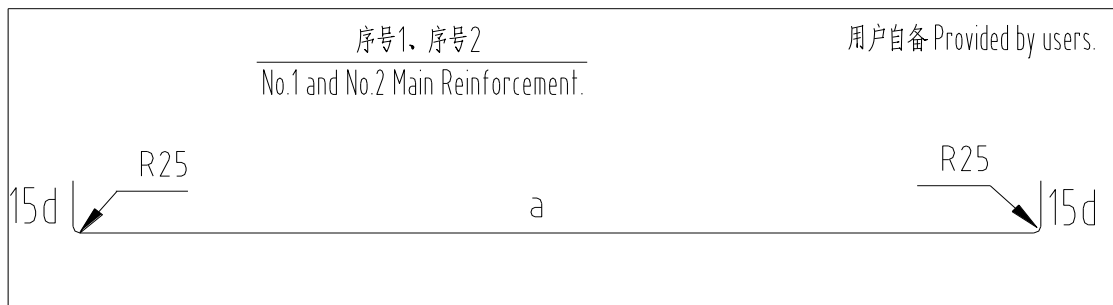 序号1、序号2
用户自备 Provided by users.
No.1 and No.2 Main Reinforcement.
R25
R25
15d
a
15d